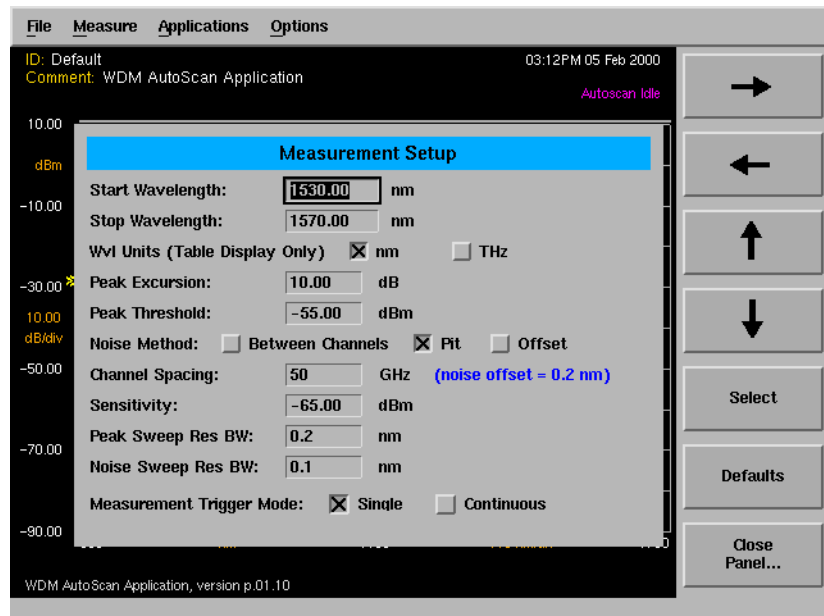 File Measure Applications Options
ID: Default
03:12PM 05 Feb 2000
Comment: WDM AutoScan Application
Autoscan Idle
10.00
dBm
-10.00
-30.00
10.00
dB/div
-50.00
-70.00
-90.00
Measurement Setup
Start Wavelength: 1530.00 nm
Stop Wavelength: 1570.00 nm
Wvl Units (Table Display Only) nm THz
Peak Excursion: 10.00 dB
Peak Threshold: -55.00 dBm
Noise Method: Between Channels Pit Offset
Channel Spacing: 50 GHz (noise offset = 0.2 nm)
Sensitivity: -65.00 dBm
Peak Sweep Res BW: 0.2 nm
Noise Sweep Res BW: 0.1 nm
Measurement Trigger Mode: Single Continuous
WDM AutoScan Application, version p.01.10
Select
Defaults
Close
Panel...